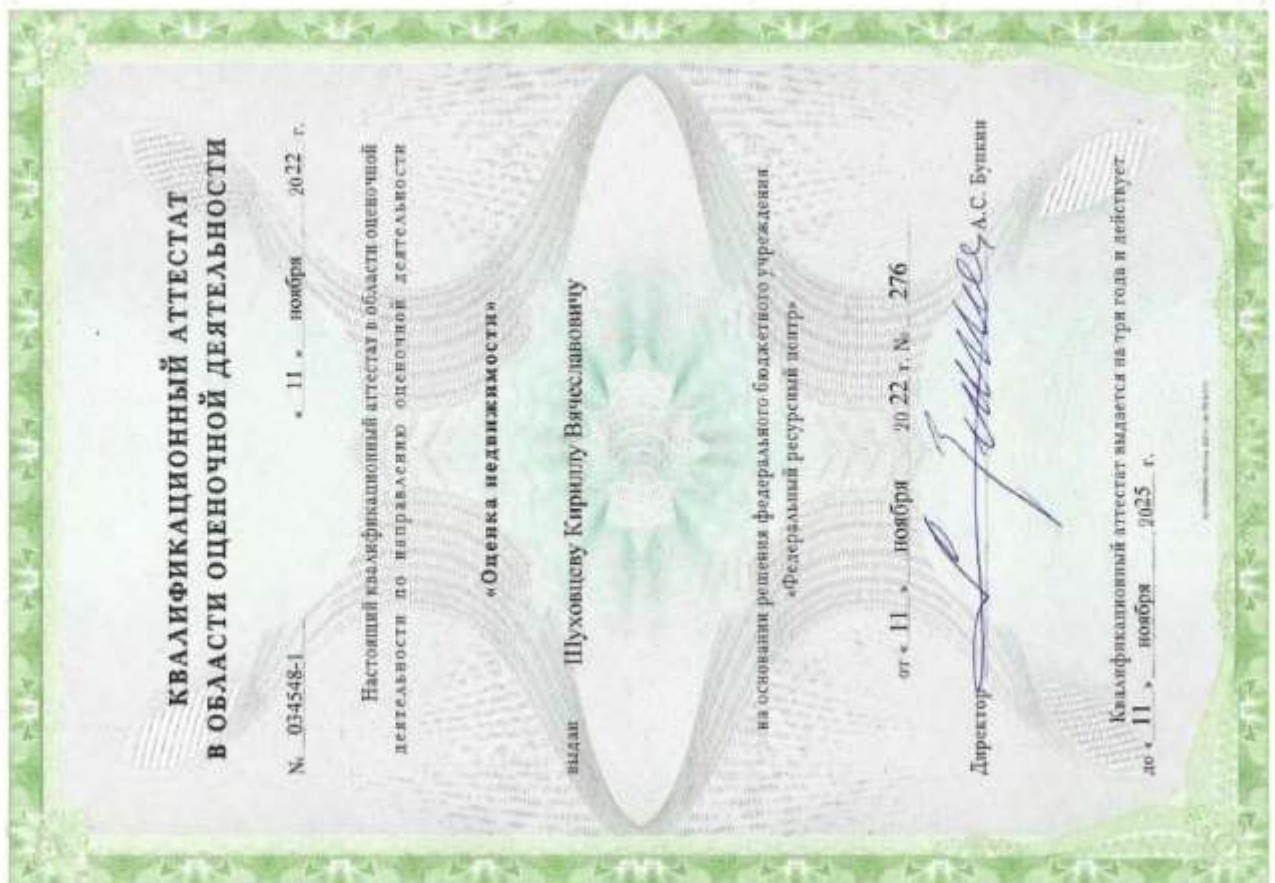 КВАЛИФИКАЦИОННЫЙ АТТЕСТАТ
В ОБЛАСТИ ОЦЕНОЧНОЙ ДЕЯТЕЛЬНОСТИ
№ 034548-1 « 11 » ноября 2022 г.
Настоящий квалификационный аттестат в области оценочной
деятельности по направлению оценочной деятельности
«Оценка недвижимости»
выдан Шуховцеву Кириллу Вячеславовичу
на основании решения федерального бюджетного учреждения
«Федеральный ресурсный центр»
от « 11 » ноября 2022 г. № 276
Директор А.С. Бункин
Квалификационный аттестат выдается на три года и действует
до « 11 » ноября 2025 г.